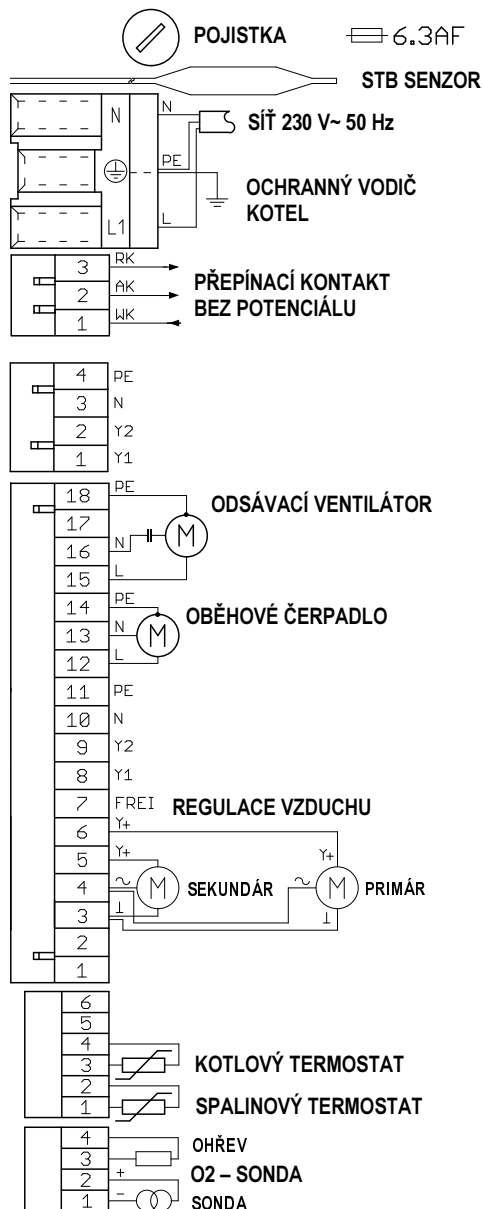 POJISTKA 6.3AF
STB SENZOR
N N
SÍŤ 230 V~ 50 Hz
PE
OCHRANNÝ VODIČ
KOTEL
L1 L
3 RK
2 AK
1 WK
PŘEPÍNACÍ KONTAKT
BEZ POTENCIÁLU
4 PE
3 N
2 Y2
1 Y1
18 PE
ODSÁVACÍ VENTILÁTOR
17
16 N M
15 L
14 PE
OBĚHOVÉ ČERPADLO
13 N M
12 L
11 PE
10 N
9 Y2
8 Y1
7 FREI REGULACE VZDUCHU
6 Y+
5 Y+ Y+
4 ~ M SEKUNDÁR ~ M PRIMÁR
3 ⊥ ⊥
2
1
6
5
4
3 KOTLOVÝ TERMOSTAT
2
1 SPALINOVÝ TERMOSTAT
4 OHŘEV
3
2 + O2 – SONDA
1 - SONDA